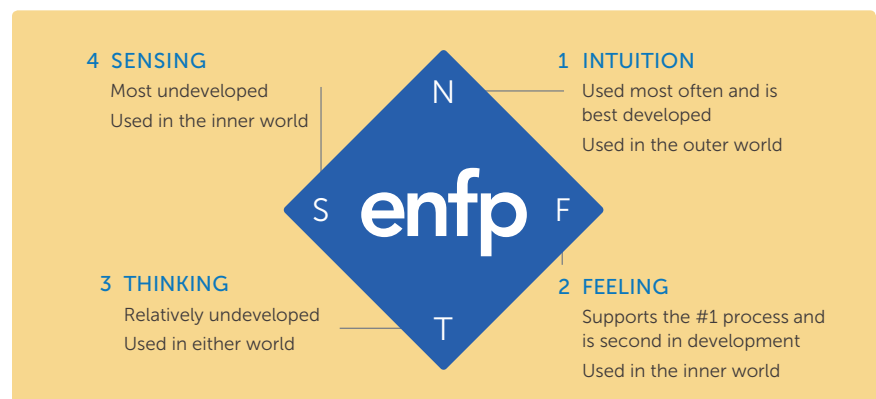 4 SENSING
Most undeveloped
Used in the inner world
1 INTUITION
Used most often and is
best developed
Used in the outer world
N
S
enfp
F
T
3 THINKING
Relatively undeveloped
Used in either world
2 FEELING
Supports the #1 process and
is second in development
Used in the inner world